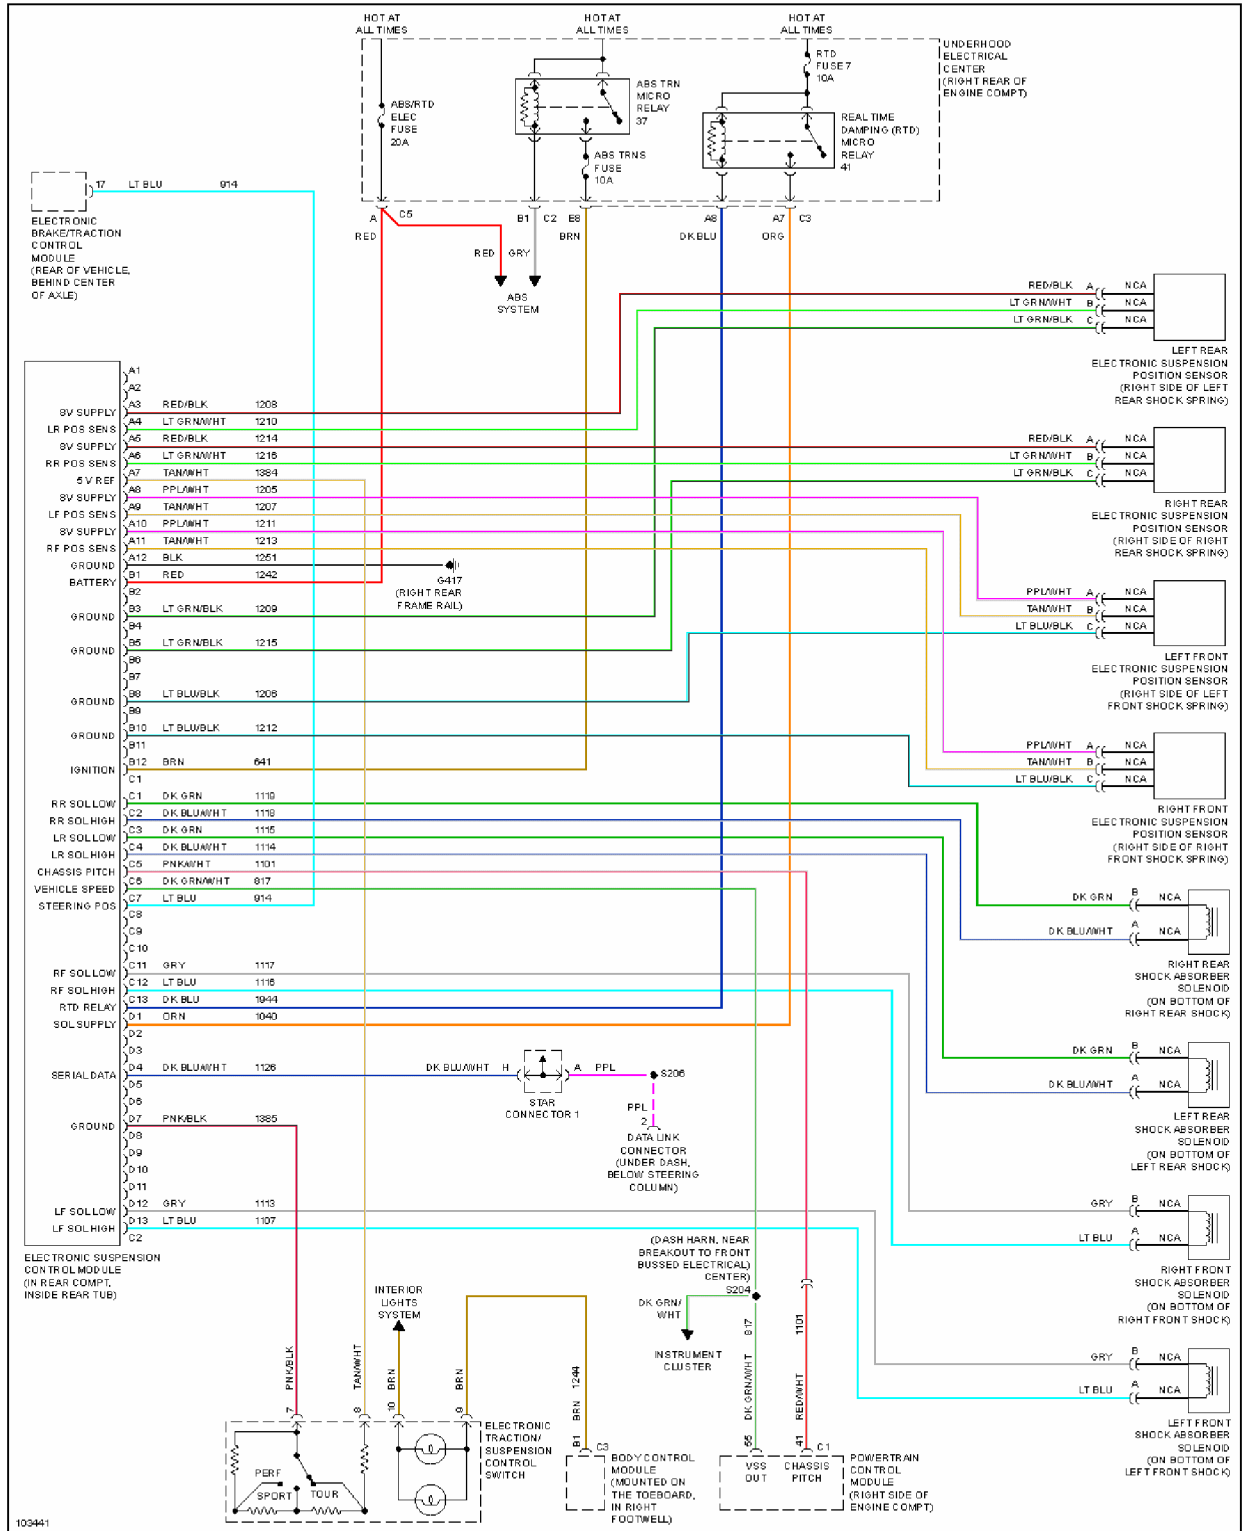 HOT AT
ALL TIMES
HOT AT
ALL TIMES
HOT AT
ALL TIMES
UNDERHOOD
ELECTRICAL
CENTER
(RIGHT REAR OF
ENGINE COMPT)
ABS/RTD
ELEC
FUSE
20A
ABS TRN
MICRO
RELAY
37
ABS TRNS
FUSE
10A
RTD
FUSE 7
10A
REAL TIME
DAMPING (RTD)
MICRO
RELAY
41
A C5
B1 C2 E8
A8
A7 C3
RED
RED
GRY
BRN
DK BLU
ORG
ABS
SYSTEM
17 LT BLU 914
ELECTRONIC
BRAKE/TRACTION
CONTROL
MODULE
(REAR OF VEHICLE,
BEHIND CENTER
OF AXLE)
A1
A2
8V SUPPLY A3 RED/BLK 1208
LR POS SENS A4 LT GRN/WHT 1210
8V SUPPLY A5 RED/BLK 1214
RR POS SENS A6 LT GRN/WHT 1216
5 V REF A7 TAN/WHT 1384
8V SUPPLY A8 PPL/WHT 1205
LF POS SENS A9 TAN/WHT 1207
8V SUPPLY A10 PPL/WHT 1211
RF POS SENS A11 TAN/WHT 1213
GROUND A12 BLK 1251
BATTERY B1 RED 1242
B2
GROUND B3 LT GRN/BLK 1209
B4
GROUND B5 LT GRN/BLK 1215
B6
B7
GROUND B8 LT BLU/BLK 1206
B9
GROUND B10 LT BLU/BLK 1212
B11
IGNITION B12 BRN 641
C1
RR SOL LOW C1 DK GRN 1119
RR SOL HIGH C2 DK BLU/WHT 1118
LR SOL LOW C3 DK GRN 1115
LR SOL HIGH C4 DK BLU/WHT 1114
CHASSIS PITCH C5 PNK/WHT 1101
VEHICLE SPEED C6 DK GRN/WHT 817
STEERING POS C7 LT BLU 914
C8
C9
C10
RF SOL LOW C11 GRY 1117
RF SOL HIGH C12 LT BLU 1116
RTD RELAY C13 DK BLU 1944
SOL SUPPLY D1 ORN 1040
D2
D3
SERIAL DATA D4 DK BLU/WHT 1126
D5
D6
GROUND D7 PNK/BLK 1385
D8
D9
D10
D11
LF SOL LOW D12 GRY 1113
LF SOL HIGH D13 LT BLU 1107
C2
ELECTRONIC SUSPENSION
CONTROL MODULE
(IN REAR COMPT,
INSIDE REAR TUB)
G417
(RIGHT REAR
FRAME RAIL)
RED/BLK A NCA
LT GRN/WHT B NCA
LT GRN/BLK C NCA
LEFT REAR
ELECTRONIC SUSPENSION
POSITION SENSOR
(RIGHT SIDE OF LEFT
REAR SHOCK SPRING)
RED/BLK A NCA
LT GRN/WHT B NCA
LT GRN/BLK C NCA
RIGHT REAR
ELECTRONIC SUSPENSION
POSITION SENSOR
(RIGHT SIDE OF RIGHT
REAR SHOCK SPRING)
PPL/WHT A NCA
TAN/WHT B NCA
LT BLU/BLK C NCA
LEFT FRONT
ELECTRONIC SUSPENSION
POSITION SENSOR
(RIGHT SIDE OF LEFT
FRONT SHOCK SPRING)
PPL/WHT A NCA
TAN/WHT B NCA
LT BLU/BLK C NCA
RIGHT FRONT
ELECTRONIC SUSPENSION
POSITION SENSOR
(RIGHT SIDE OF RIGHT
FRONT SHOCK SPRING)
DK GRN B NCA
DK BLU/WHT A NCA
RIGHT REAR
SHOCK ABSORBER
SOLENOID
(ON BOTTOM OF
RIGHT REAR SHOCK)
DK GRN B NCA
DK BLU/WHT A NCA
LEFT REAR
SHOCK ABSORBER
SOLENOID
(ON BOTTOM OF
LEFT REAR SHOCK)
GRY B NCA
LT BLU A NCA
RIGHT FRONT
SHOCK ABSORBER
SOLENOID
(ON BOTTOM OF
RIGHT FRONT SHOCK)
GRY B NCA
LT BLU A NCA
LEFT FRONT
SHOCK ABSORBER
SOLENOID
(ON BOTTOM OF
LEFT FRONT SHOCK)
DK BLU/WHT H
A PPL
S206
STAR
CONNECTOR 1
PPL
2
DATA LINK
CONNECTOR
(UNDER DASH,
BELOW STEERING
COLUMN)
(DASH HARN, NEAR
BREAKOUT TO FRONT
BUSSED ELECTRICAL)
CENTER)
S204
DK GRN/
WHT
INSTRUMENT
CLUSTER
INTERIOR
LIGHTS
SYSTEM
PNK/BLK
7
TAN/WHT
8
BRN
10
BRN
9
1244
BRN
B1
C3
817
DK GRN/WHT
55
1101
RED/WHT
41
C1
PERF
SPORT
TOUR
ELECTRONIC
TRACTION/
SUSPENSION
CONTROL
SWITCH
BODY CONTROL
MODULE
(MOUNTED ON
THE TOEBOARD,
IN RIGHT
FOOTWELL)
VSS
OUT
CHASSIS
PITCH
POWERTRAIN
CONTROL
MODULE
(RIGHT SIDE OF
ENGINE COMPT)
103441